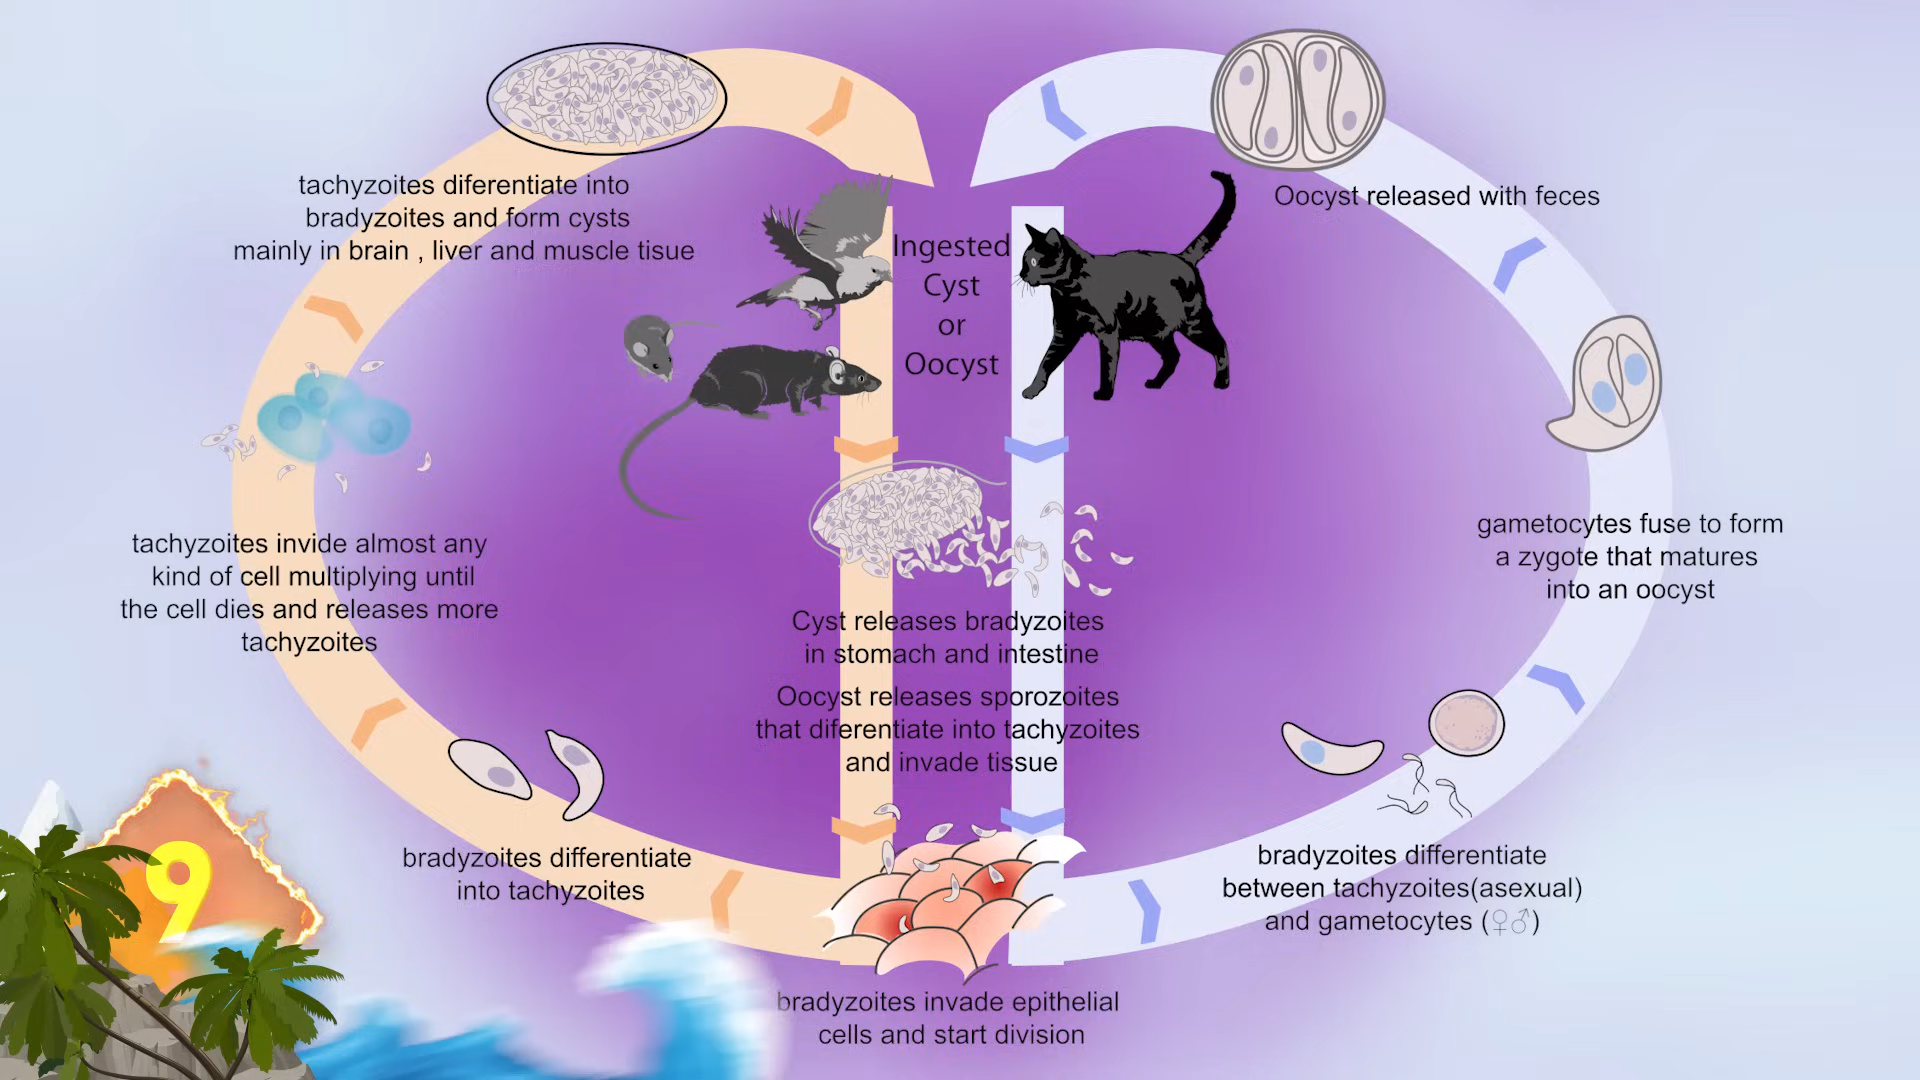 tachyzoites diferentiate into
bradyzoites and form cysts
mainly in brain , liver and muscle tisue
Oocyst released with feces
Ingested
Cyst
or
Oocyst
tachyzoites invide almost any
kind of cell multiplying until
the cell dies and releases more
tachyzoites
gametocytes fuse to form
a zygote that matures
into an oocyst
Cyst releases bradyzoites
in stomach and intestine
Oocyst releases sporozoites
that diferentiate into tachyzoites
and invade tissue
bradyzoites differentiate
into tachyzoites
bradyzoites differentiate
between tachyzoites(asexual)
and gametocytes (♀♂)
9
bradyzoites invade epithelial
cells and start division